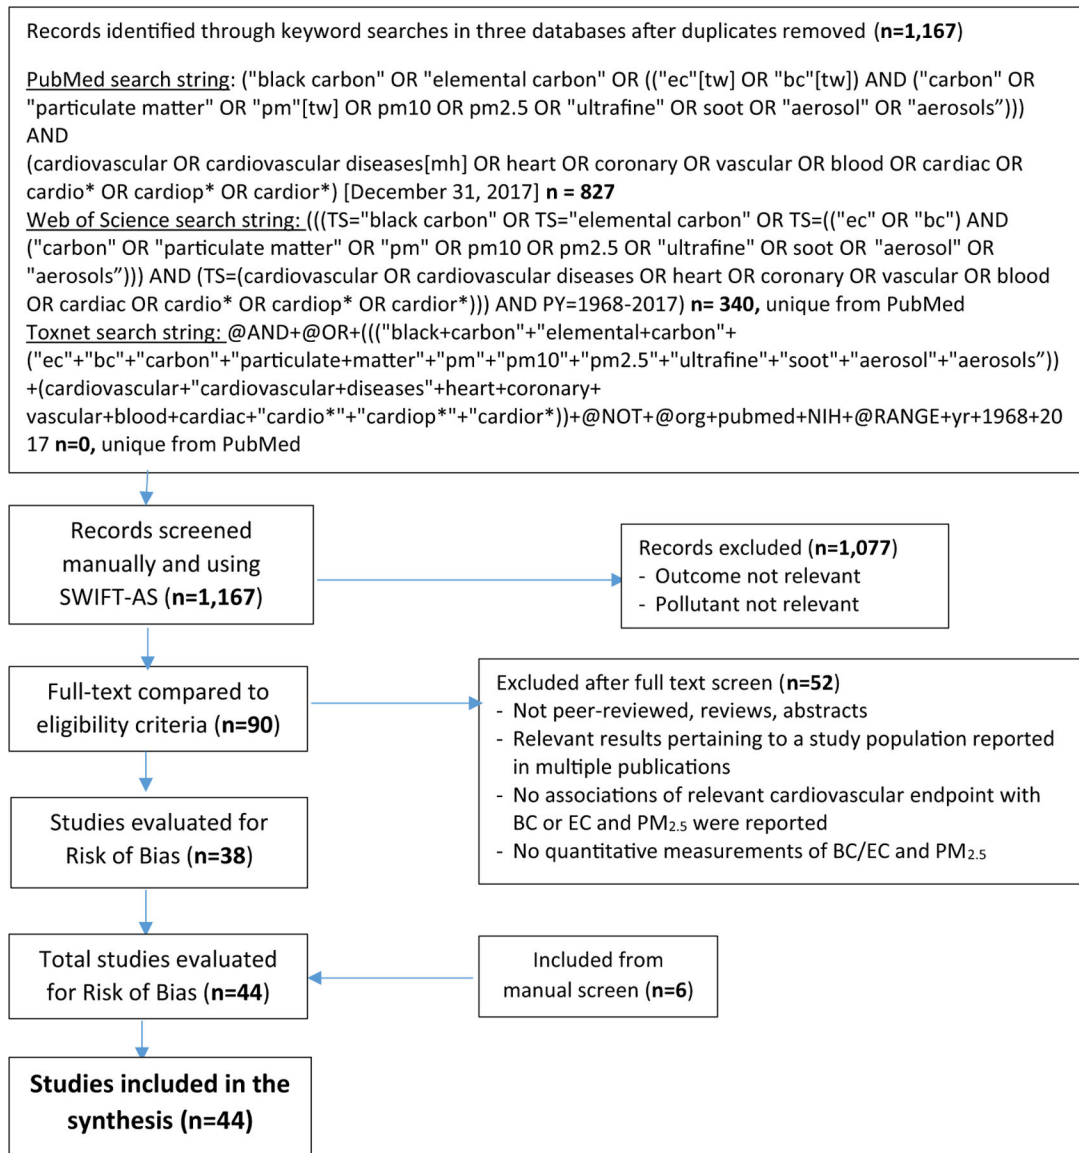 Records identified through keyword searches in three databases after duplicates removed (n=1,167)
PubMed search string: ("black carbon" OR "elemental carbon" OR (("ec"[tw] OR "bc"[tw]) AND ("carbon" OR
"particulate matter" OR "pm"[tw] OR pm10 OR pm2.5 OR "ultrafine" OR soot OR "aerosol" OR "aerosols”)))
AND
(cardiovascular OR cardiovascular diseases[mh] OR heart OR coronary OR vascular OR blood OR cardiac OR
cardio* OR cardiop* OR cardior*) [December 31, 2017] n = 827
Web of Science search string: (((TS="black carbon" OR TS="elemental carbon" OR TS=(("ec" OR "bc") AND
("carbon" OR "particulate matter" OR "pm" OR pm10 OR pm2.5 OR "ultrafine" OR soot OR "aerosol" OR
"aerosols”))) AND (TS=(cardiovascular OR cardiovascular diseases OR heart OR coronary OR vascular OR blood
OR cardiac OR cardio* OR cardiop* OR cardior*))) AND PY=1968-2017) n= 340, unique from PubMed
Toxnet search string: @AND+@OR+((("black+carbon"+"elemental+carbon"+
("ec"+"bc"+"carbon"+"particulate+matter"+"pm"+"pm10"+"pm2.5"+"ultrafine"+"soot"+"aerosol"+"aerosols”))
+(cardiovascular+"cardiovascular+diseases"+heart+coronary+
vascular+blood+cardiac+"cardio*"+"cardiop*"+"cardior*))+@NOT+@org+pubmed+NIH+@RANGE+yr+1968+20
17 n=0, unique from PubMed
Records screened
manually and using
SWIFT-AS (n=1,167)
Records excluded (n=1,077)
- Outcome not relevant
- Pollutant not relevant
Full-text compared to
eligibility criteria (n=90)
Excluded after full text screen (n=52)
- Not peer-reviewed, reviews, abstracts
- Relevant results pertaining to a study population reported
in multiple publications
- No associations of relevant cardiovascular endpoint with
BC or EC and PM2.5 were reported
- No quantitative measurements of BC/EC and PM2.5
Studies evaluated for
Risk of Bias (n=38)
Total studies evaluated
for Risk of Bias (n=44)
Included from
manual screen (n=6)
Studies included in the
synthesis (n=44)